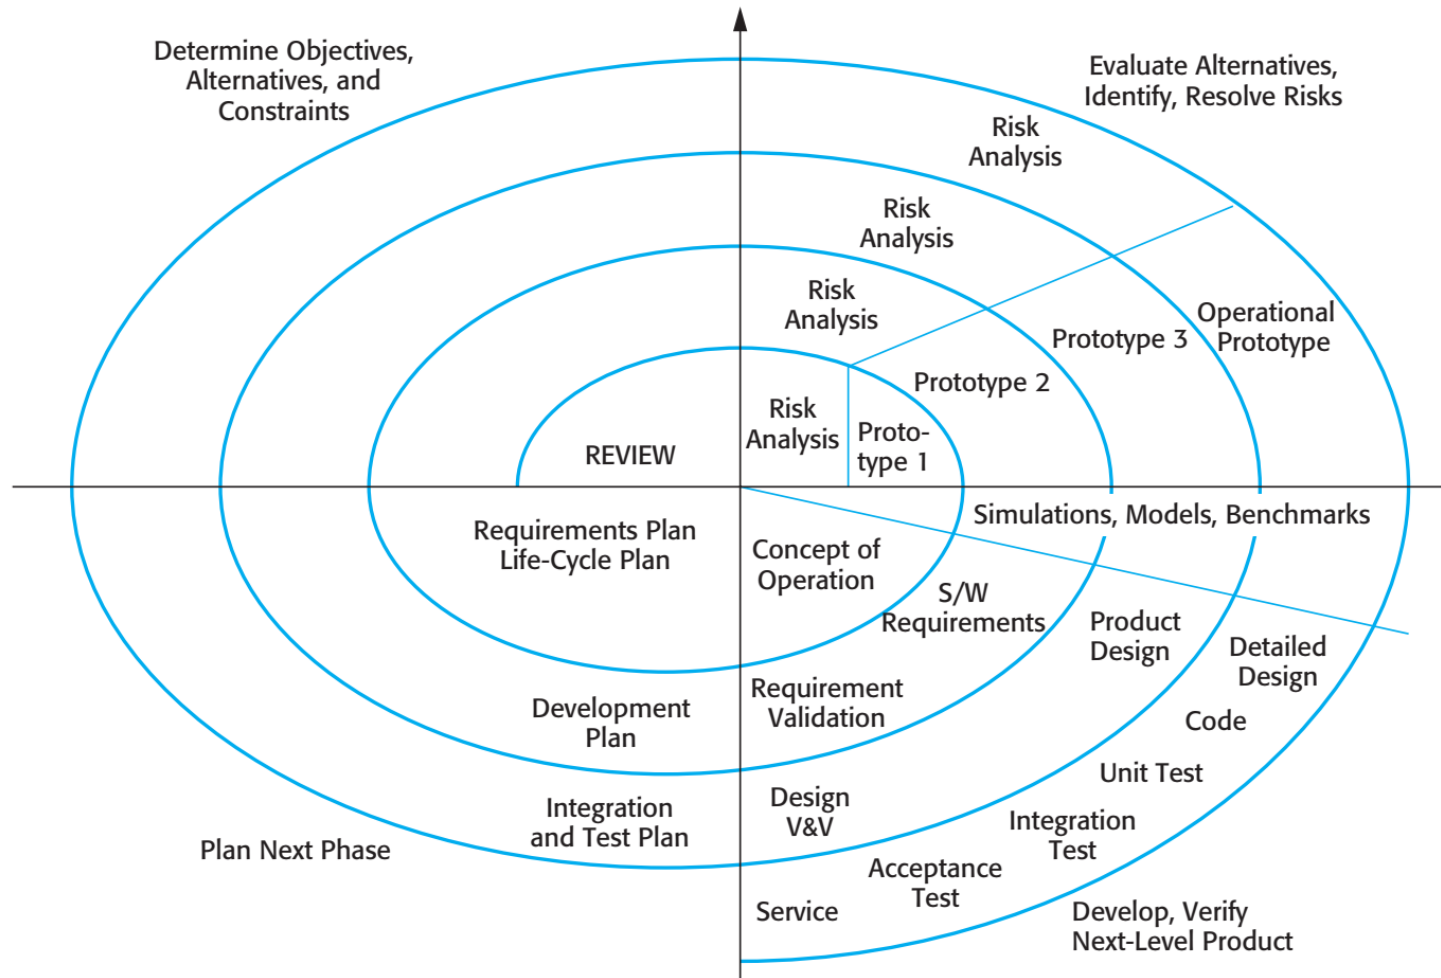 Determine Objectives,
Alternatives, and
Constraints
Evaluate Alternatives,
Identify, Resolve Risks
Risk
Analysis
Risk
Analysis
Risk
Analysis
Operational
Prototype
Prototype 3
Prototype 2
Risk
Analysis
Proto-
type 1
REVIEW
Simulations, Models, Benchmarks
Requirements Plan
Life-Cycle Plan
Concept of
Operation
S/W
Requirements
Product
Design
Detailed
Design
Requirement
Validation
Development
Plan
Code
Unit Test
Design
V&V
Integration
and Test Plan
Integration
Test
Plan Next Phase
Acceptance
Test
Service
Develop, Verify
Next-Level Product